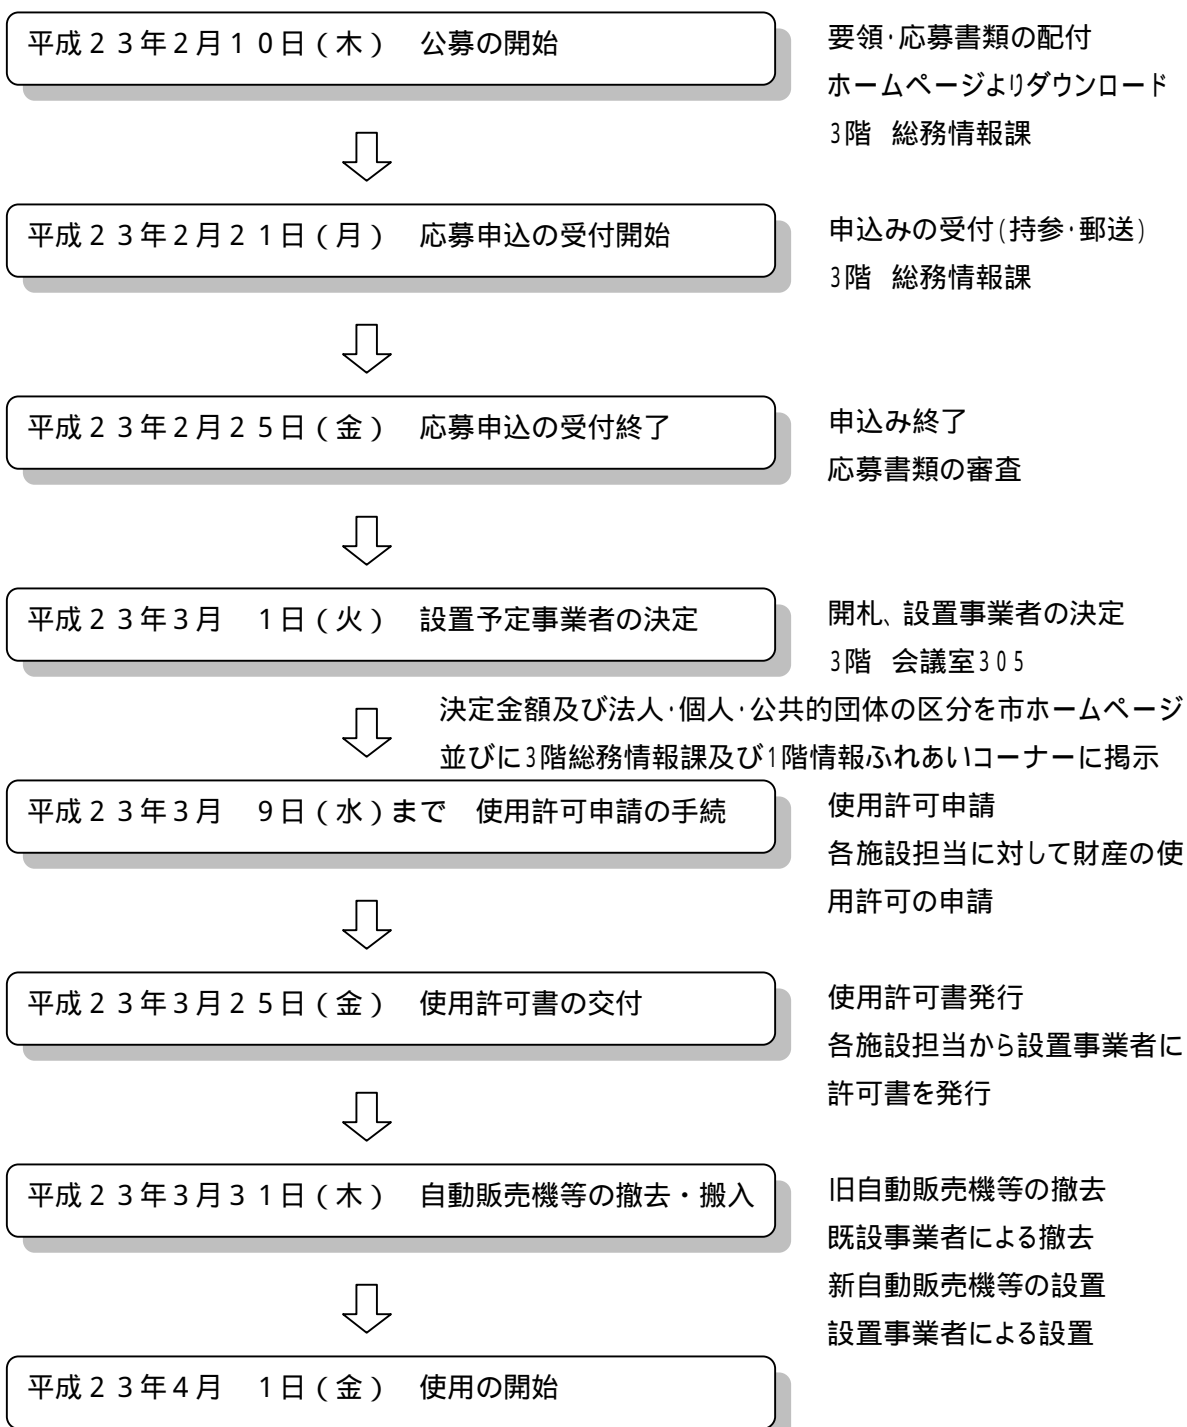 平成２３年２月１０日（木）　公募の開始
要領･応募書類の配付
ホームページよりダウンロード
3階 総務情報課
平成２３年２月２１日（月）　応募申込の受付開始
申込みの受付(持参･郵送)
3階 総務情報課
平成２３年２月２５日（金）　応募申込の受付終了
申込み終了
応募書類の審査
平成２３年３月　１日（火）　設置予定事業者の決定
開札、設置事業者の決定
3階 会議室305
決定金額及び法人･個人･公共的団体の区分を市ホームページ
並びに3階総務情報課及び1階情報ふれあいコーナーに掲示
平成２３年３月　９日（水）まで　使用許可申請の手続
使用許可申請
各施設担当に対して財産の使
用許可の申請
平成２３年３月２５日（金）　使用許可書の交付
使用許可書発行
各施設担当から設置事業者に
許可書を発行
平成２３年３月３１日（木）　自動販売機等の撤去・搬入
旧自動販売機等の撤去
既設事業者による撤去
新自動販売機等の設置
設置事業者による設置
平成２３年４月　１日（金）　使用の開始